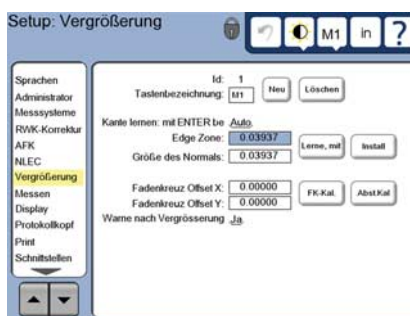 Setup: Vergrößerung
M1
in
?
Sprachen
Administrator
Messsysteme
RWK-Korrektur
AFK
NLEC
Vergrößerung
Messen
Display
Protokollkopf
Print
Schnittstellen
Id: 1
Tastenbezeichnung: M1 Neu Löschen
Kante lernen: mit ENTER be Auto.
Edge Zone: 0.03937
Größe des Normals: 0.03937
Lerne, mit Install
Fadenkreuz Offset X: 0.00000
Fadenkreuz Offset Y: 0.00000
FK-Kal. Abst.Kal
Warne nach Vergrösserung Ja.